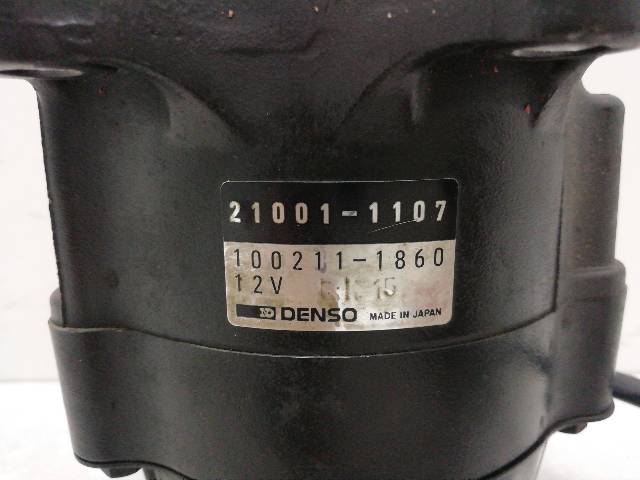 21001-1107
100211-1860
12V
DENSO MADE IN JAPAN